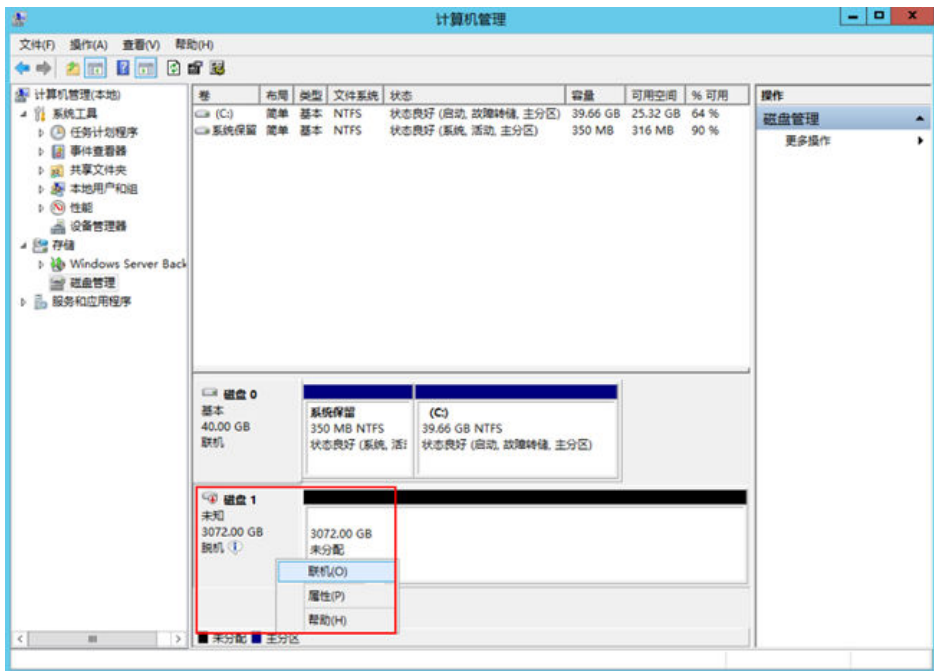 计算机管理
文件(F) 操作(A) 查看(V) 帮助(H)
计算机管理(本地)
系统工具
任务计划程序
事件查看器
共享文件夹
本地用户和组
性能
设备管理器
存储
Windows Server Back
磁盘管理
服务和应用程序
卷 布局 类型 文件系统 状态 容量 可用空间 % 可用
(C:) 简单 基本 NTFS 状态良好 (启动, 故障转储, 主分区) 39.66 GB 25.32 GB 64 %
系统保留 简单 基本 NTFS 状态良好 (系统, 活动, 主分区) 350 MB 316 MB 90 %
操作
磁盘管理
更多操作
磁盘 0
基本
40.00 GB
联机
系统保留
350 MB NTFS
状态良好 (系统, 活
(C:)
39.66 GB NTFS
状态良好 (启动, 故障转储, 主分区)
磁盘 1
未知
3072.00 GB
脱机
3072.00 GB
未分配
联机(O)
属性(P)
帮助(H)
未分配 主分区